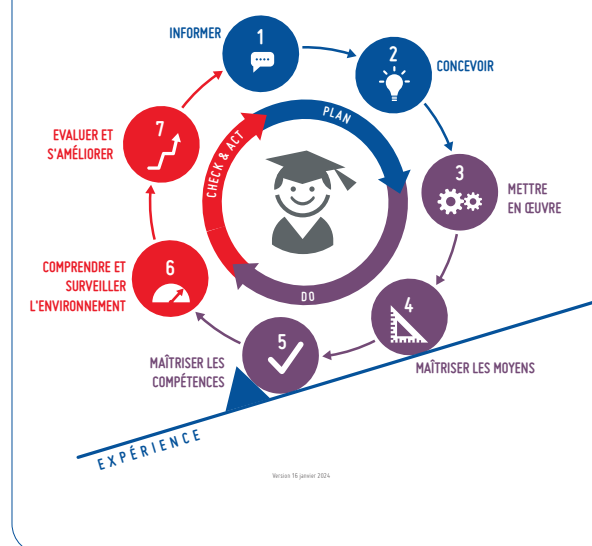 INFORMER
1
2
CONCEVOIR
3
METTRE
EN ŒUVRE
4
MAÎTRISER LES MOYENS
5
MAÎTRISER LES
COMPÉTENCES
6
COMPRENDRE ET
SURVEILLER
L'ENVIRONNEMENT
7
EVALUER ET
S'AMÉLIORER
PLAN
DO
CHECK & ACT
EXPÉRIENCE
Version 16 janvier 2024